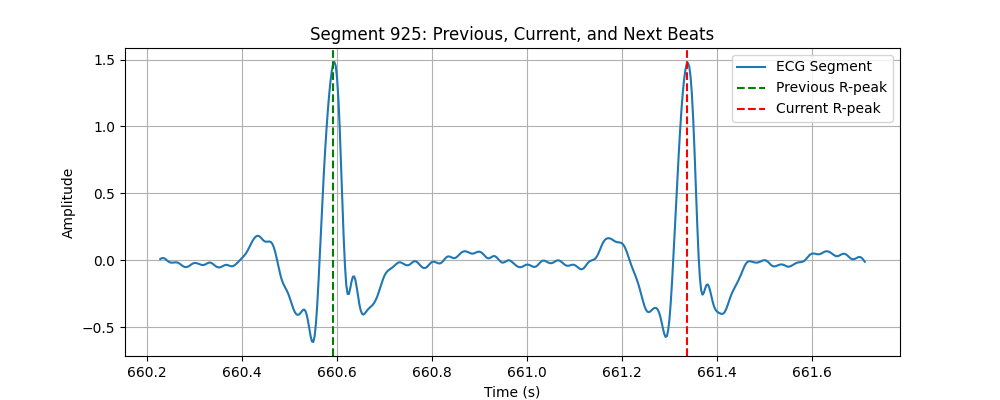 Segment 925: Previous, Current, and Next Beats
ECG Segment
Previous R-peak
Current R-peak
Amplitude
1.5
1.0
0.5
0.0
−0.5
660.2 660.4 660.6 660.8 661.0 661.2 661.4 661.6
Time (s)